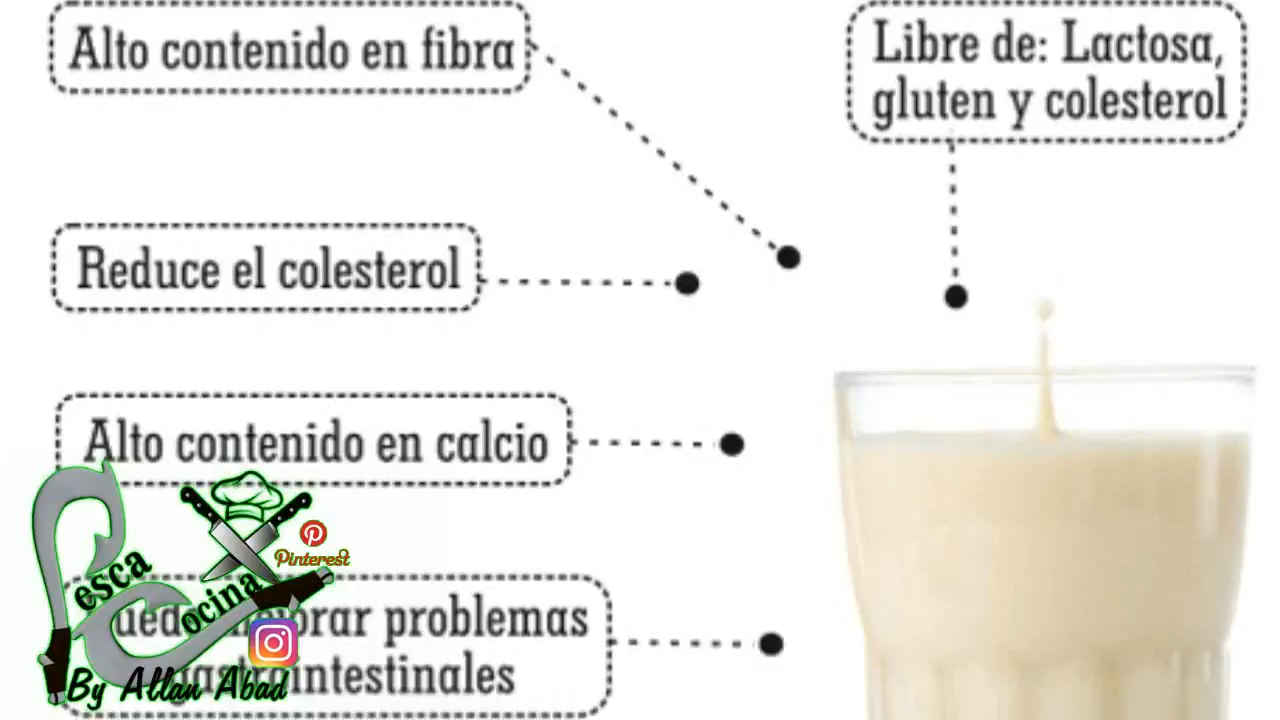 Alto contenido en fibra
Libre de: Lactosa,
gluten y colesterol
Reduce el colesterol
Alto contenido en calcio
Pesca
Cocina
Pinterest
problemas
gastrointestinales
By Allan Abad